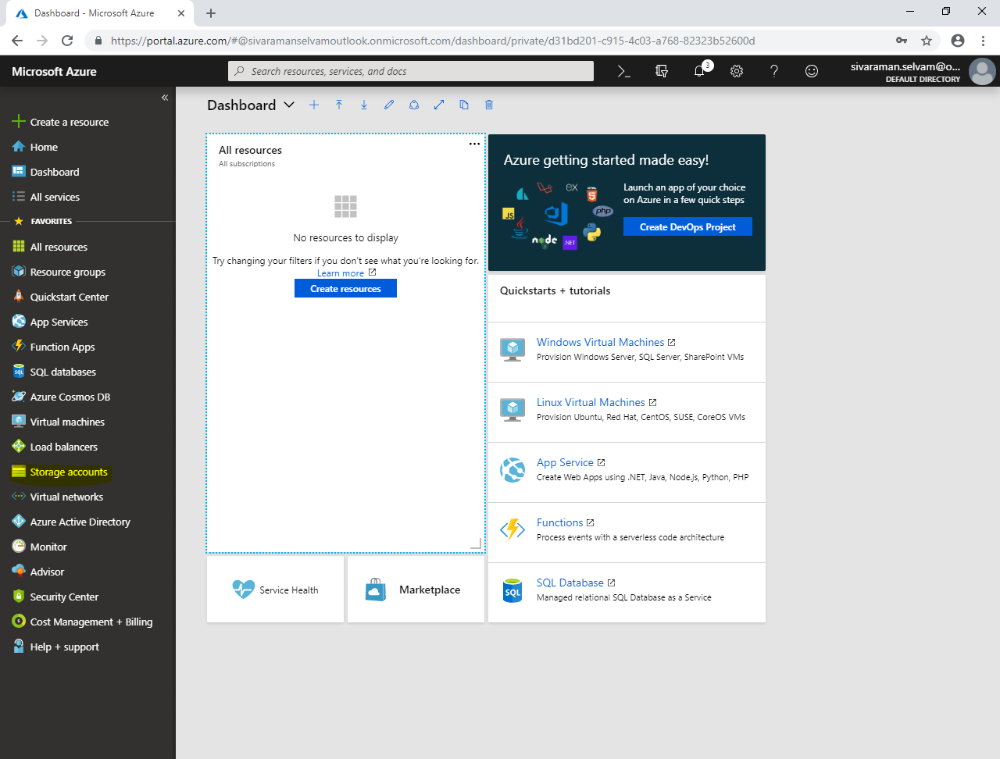 Dashboard - Microsoft Azure
https://portal.azure.com/#@sivaramanselvamoutlook.onmicrosoft.com/dashboard/private/d31bd201-c915-4c03-a768-82323b52600d
Microsoft Azure
Search resources, services, and docs
3
sivaraman.selvam@o...
DEFAULT DIRECTORY
Create a resource
Home
Dashboard
All services
FAVORITES
All resources
Resource groups
Quickstart Center
App Services
Function Apps
SQL databases
Azure Cosmos DB
Virtual machines
Load balancers
Storage accounts
Virtual networks
Azure Active Directory
Monitor
Advisor
Security Center
Cost Management + Billing
Help + support
Dashboard
All resources
All subscriptions
No resources to display
Try changing your filters if you don't see what you're looking for.
Learn more
Create resources
Service Health
Marketplace
Azure getting started made easy!
EX
HTML
5
JS
php
node
NET
Launch an app of your choice
on Azure in a few quick steps
Create DevOps Project
Quickstarts + tutorials
Windows Virtual Machines
Provision Windows Server, SQL Server, SharePoint VMs
Linux Virtual Machines
Provision Ubuntu, Red Hat, CentOS, SUSE, CoreOS VMs
App Service
Create Web Apps using .NET, Java, Node.js, Python, PHP
Functions
Process events with a serverless code architecture
SQL
SQL Database
Managed relational SQL Database as a Service